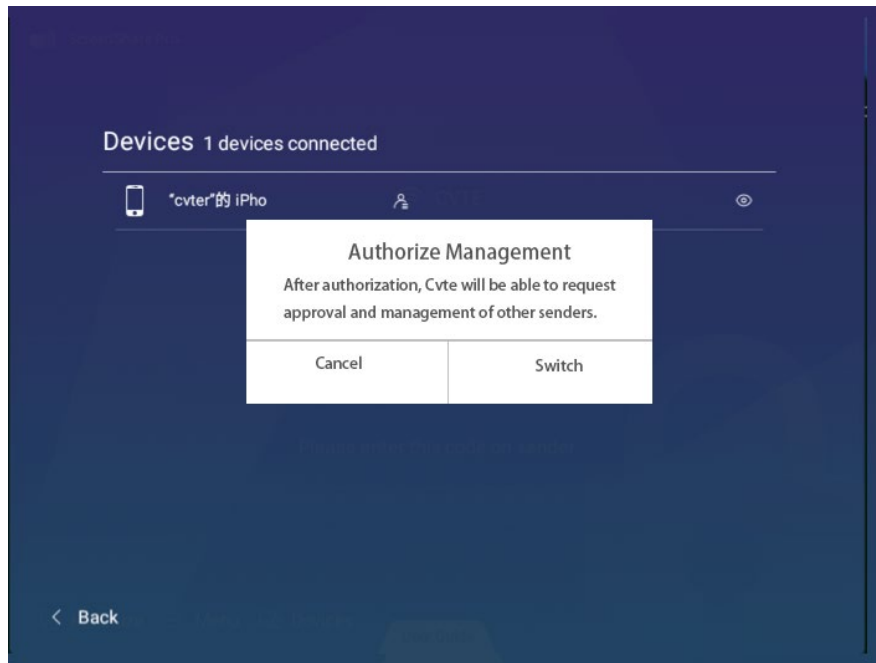 Devices 1 devices connected
"cvter"的 iPho
Authorize Management
After authorization, Cvte will be able to request
approval and management of other senders.
Cancel
Switch
Back